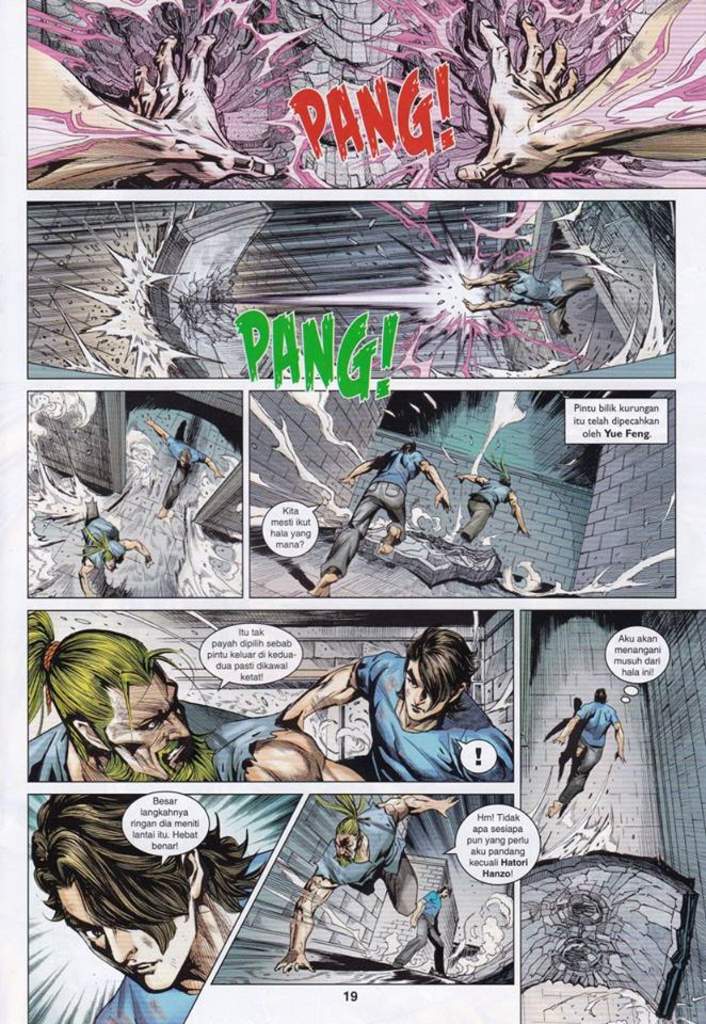 PANG!
PANG!
Pintu bilik kurungan
itu telah dipecahkan
oleh Yue Feng.
Kita
mesti ikut
hala yang
mana?
Itu tak
payah dipilih sebab
pintu keluar di kedua-
dua pasti dikawal
ketat!
!
Aku akan
menangani
musuh dari
hala ini!
Besar
langkahnya
ringan dia meniti
lantai itu. Hebat
benar!
Hm! Tidak
apa sesiapa
pun yang perlu
aku pandang
kecuali Hatori
Hanzo!
19